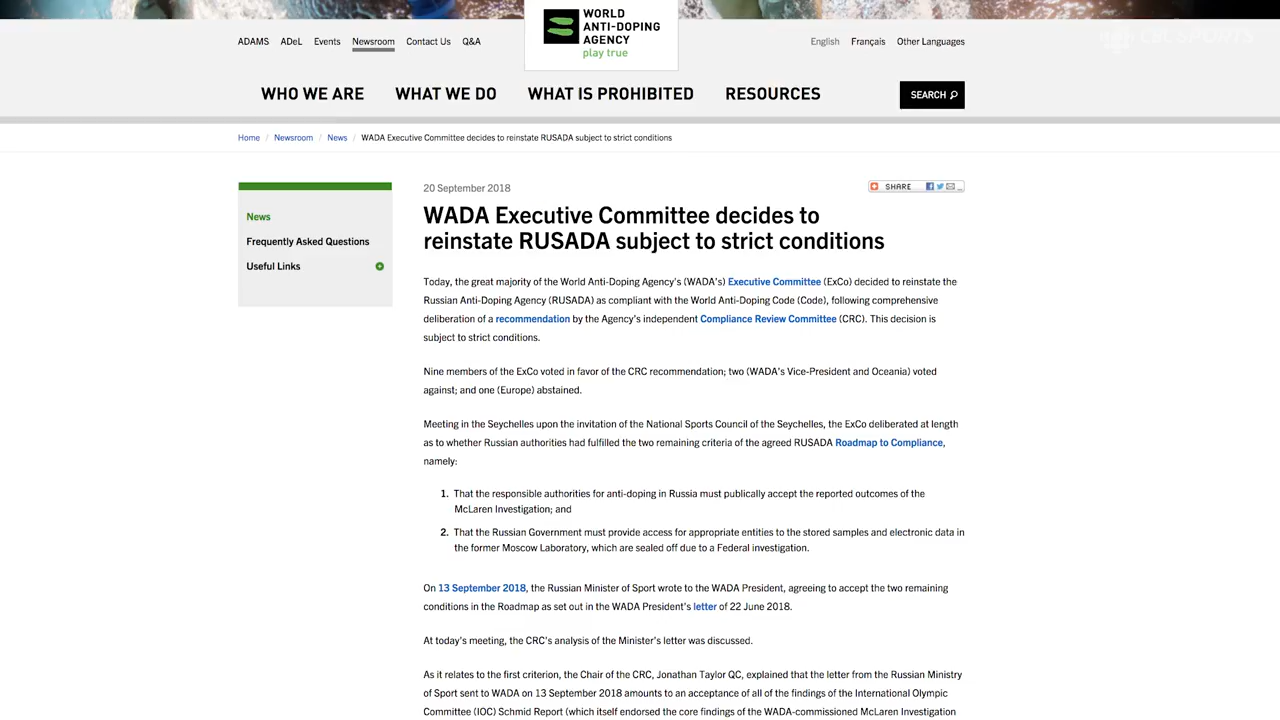 WORLD
ANTI-DOPING
AGENCY
play true
ADAMS ADeL Events Newsroom Contact Us Q&A
English Français Other Languages
CBC SPORTS
WHO WE ARE WHAT WE DO WHAT IS PROHIBITED RESOURCES
SEARCH
Home / Newsroom / News / WADA Executive Committee decides to reinstate RUSADA subject to strict conditions
News
Frequently Asked Questions
Useful Links
20 September 2018
SHARE
WADA Executive Committee decides to
reinstate RUSADA subject to strict conditions
Today, the great majority of the World Anti-Doping Agency's (WADA's) Executive Committee (ExCo) decided to reinstate the
Russian Anti-Doping Agency (RUSADA) as compliant with the World Anti-Doping Code (Code), following comprehensive
deliberation of a recommendation by the Agency's independent Compliance Review Committee (CRC). This decision is
subject to strict conditions.
Nine members of the ExCo voted in favor of the CRC recommendation; two (WADA's Vice-President and Oceania) voted
against; and one (Europe) abstained.
Meeting in the Seychelles upon the invitation of the National Sports Council of the Seychelles, the ExCo deliberated at length
as to whether Russian authorities had fulfilled the two remaining criteria of the agreed RUSADA Roadmap to Compliance,
namely:
1. That the responsible authorities for anti-doping in Russia must publically accept the reported outcomes of the
McLaren Investigation; and
2. That the Russian Government must provide access for appropriate entities to the stored samples and electronic data in
the former Moscow Laboratory, which are sealed off due to a Federal investigation.
On 13 September 2018, the Russian Minister of Sport wrote to the WADA President, agreeing to accept the two remaining
conditions in the Roadmap as set out in the WADA President's letter of 22 June 2018.
At today's meeting, the CRC's analysis of the Minister's letter was discussed.
As it relates to the first criterion, the Chair of the CRC, Jonathan Taylor QC, explained that the letter from the Russian Ministry
of Sport sent to WADA on 13 September 2018 amounts to an acceptance of all of the findings of the International Olympic
Committee (IOC) Schmid Report (which itself endorsed the core findings of the WADA-commissioned McLaren Investigation